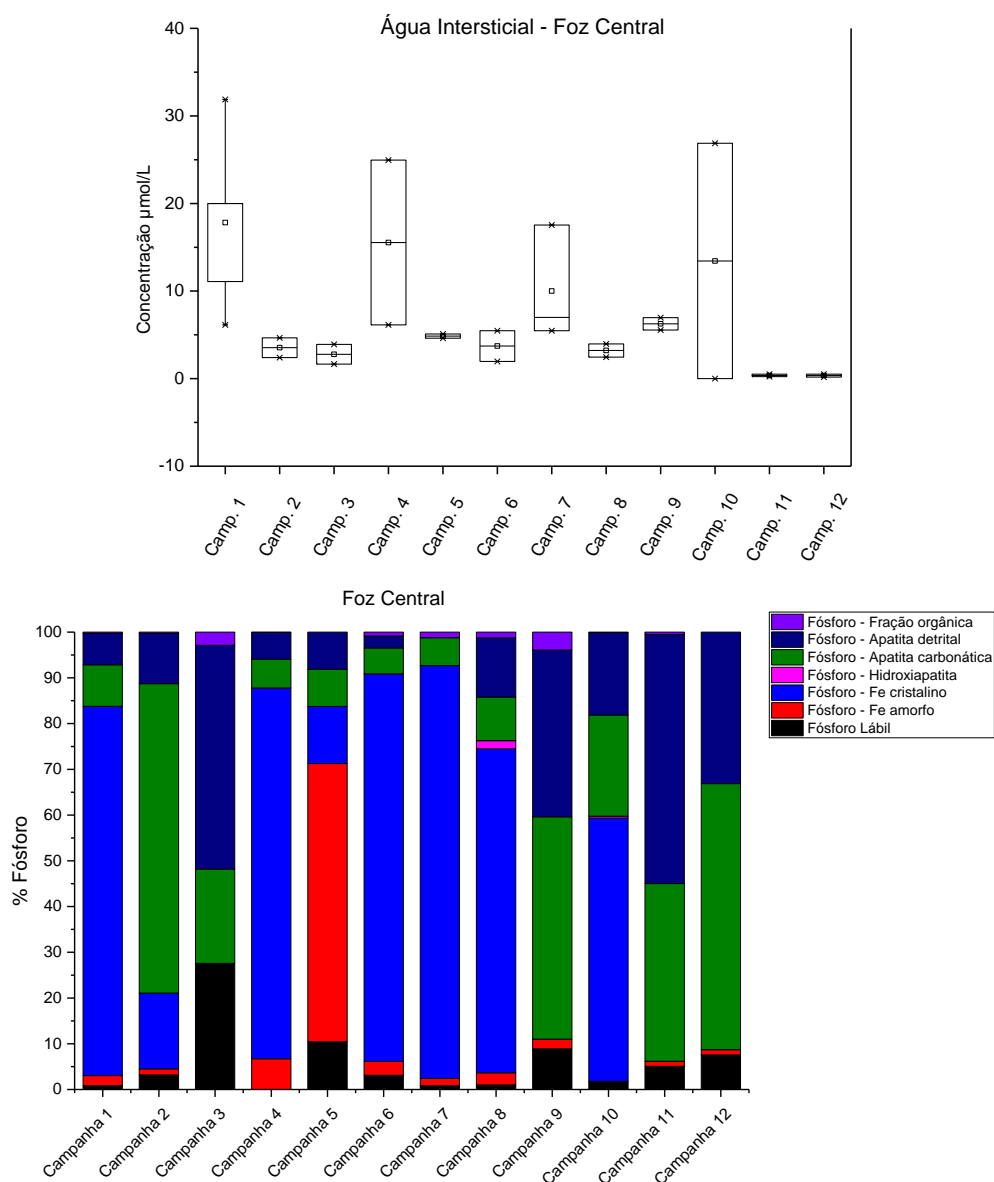 Água Intersticial - Foz Central
Concentração µmol/L
40
30
20
10
0
-10
Camp. 1
Camp. 2
Camp. 3
Camp. 4
Camp. 5
Camp. 6
Camp. 7
Camp. 8
Camp. 9
Camp. 10
Camp. 11
Camp. 12
Foz Central
% Fósforo
100
90
80
70
60
50
40
30
20
10
0
Campanha 1
Campanha 2
Campanha 3
Campanha 4
Campanha 5
Campanha 6
Campanha 7
Campanha 8
Campanha 9
Campanha 10
Campanha 11
Campanha 12
Fósforo - Fração orgânica
Fósforo - Apatita detrital
Fósforo - Apatita carbonática
Fósforo - Hidroxiapatita
Fósforo - Fe cristalino
Fósforo - Fe amorfo
Fósforo Lábil